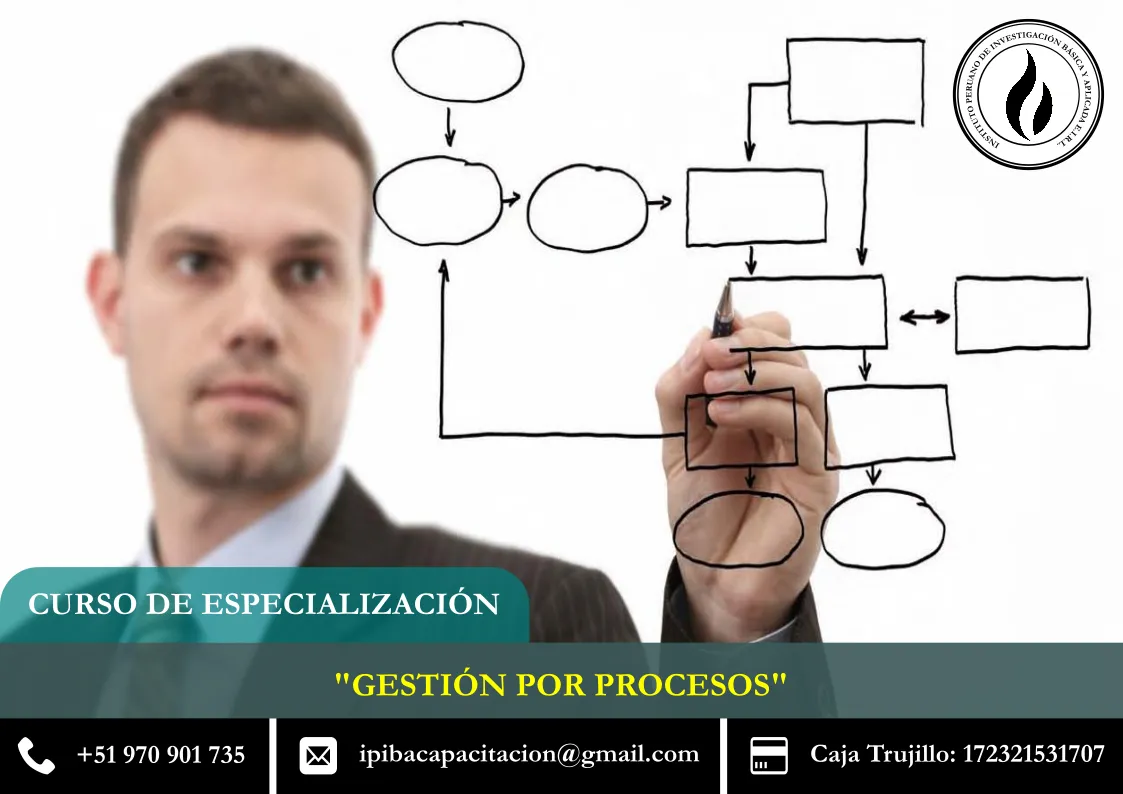 INSTITUTO PERUANO DE INVESTIGACIÓN BÁSICA Y APLICADA E.I.R.L.
CURSO DE ESPECIALIZACIÓN
"GESTIÓN POR PROCESOS"
+51 970 901 735
ipibacapacitacion@gmail.com
Caja Trujillo: 172321531707